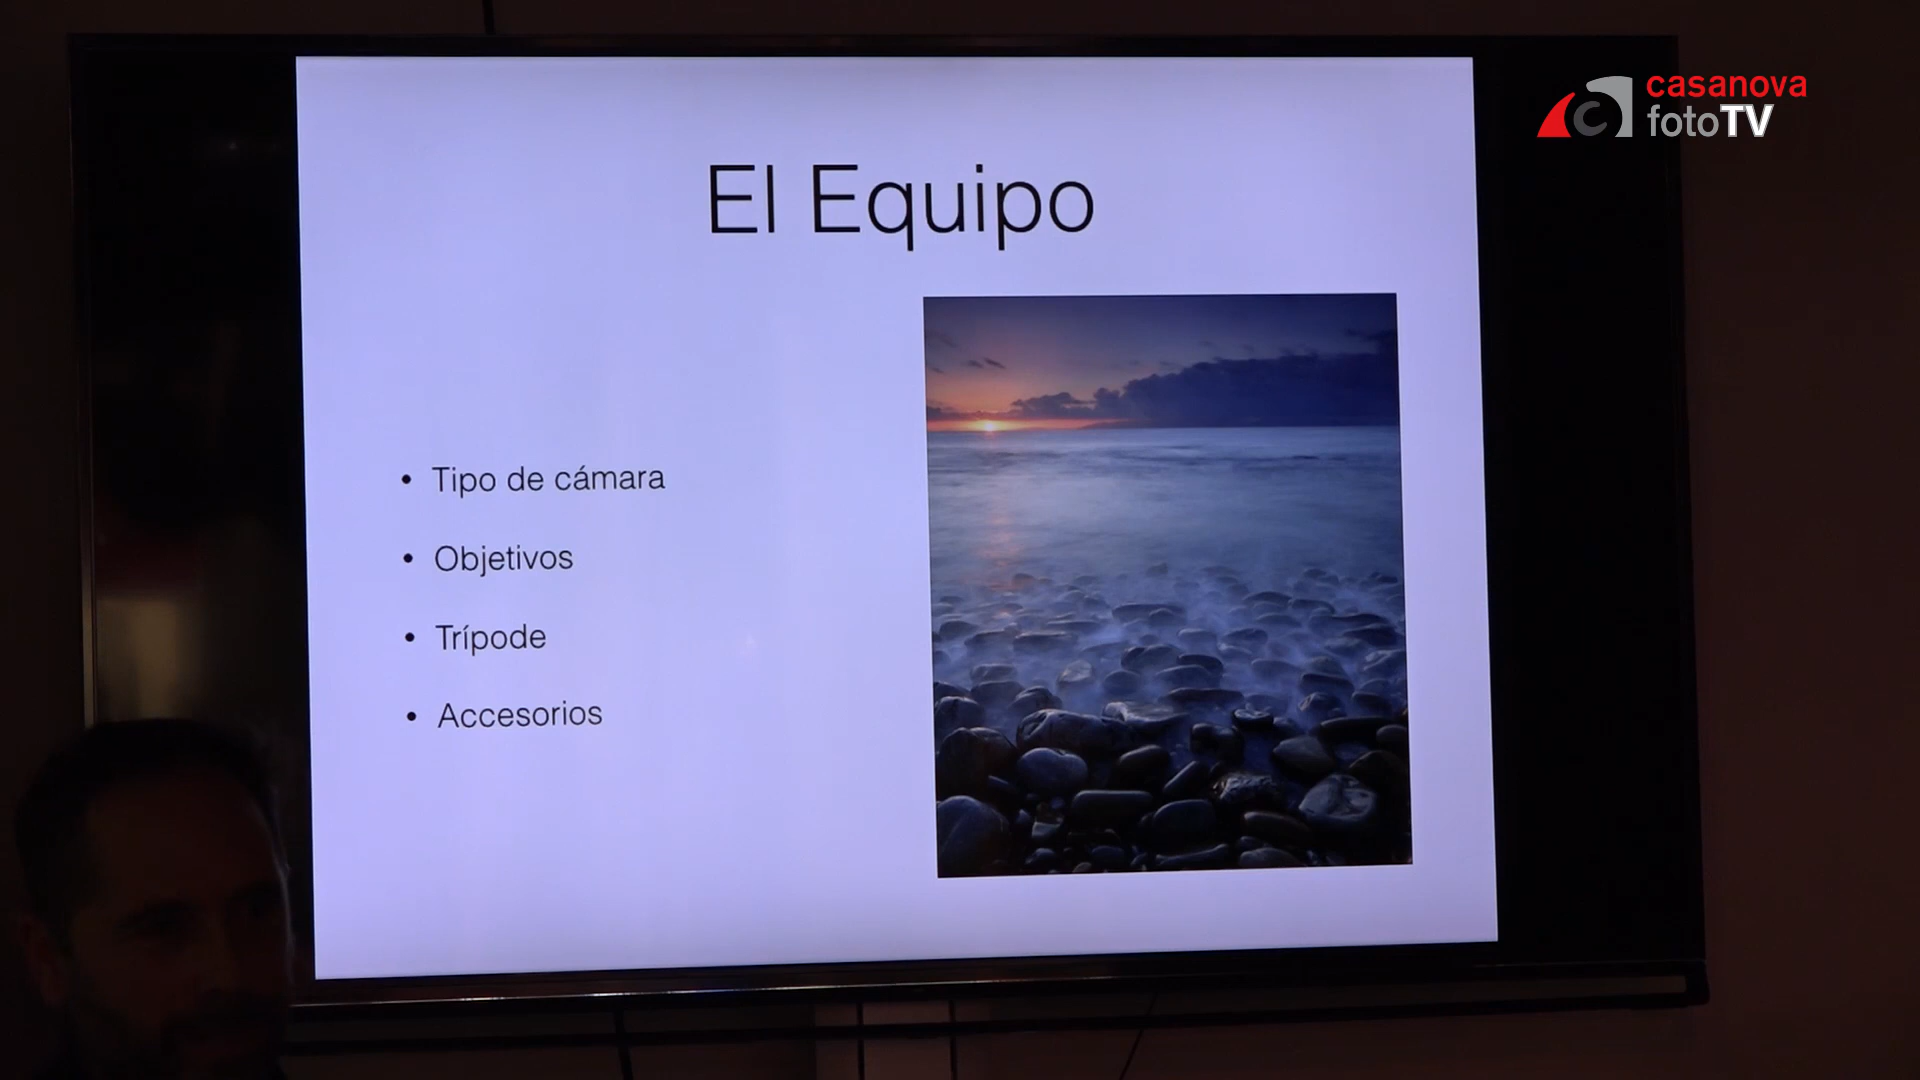 casanova
fotoTV
El Equipo
• Tipo de cámara
• Objetivos
• Trípode
• Accesorios